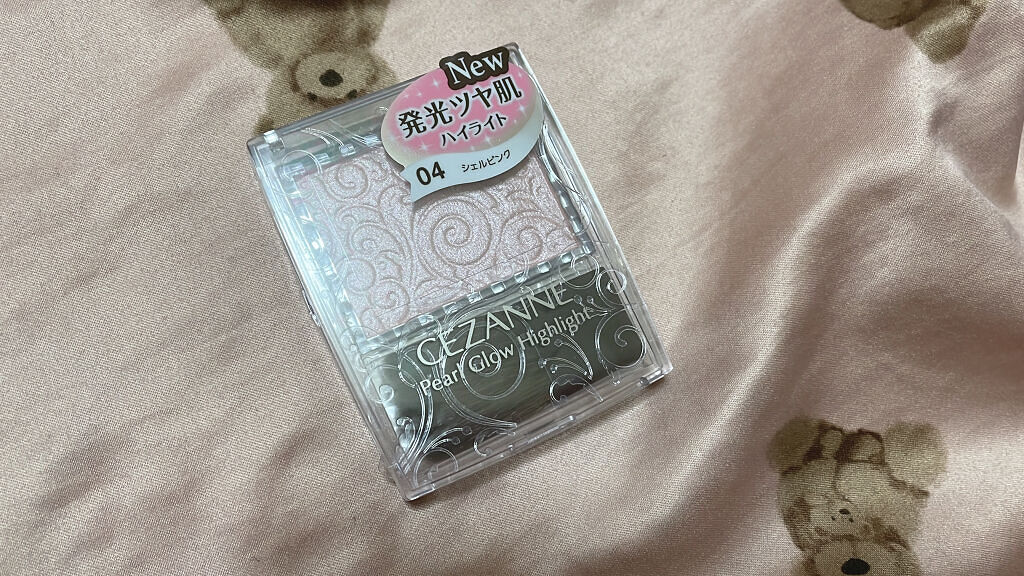 New
発光ツヤ肌
ハイライト
04 シェルピンク
CEZANNE
Pearl Glow Highlight